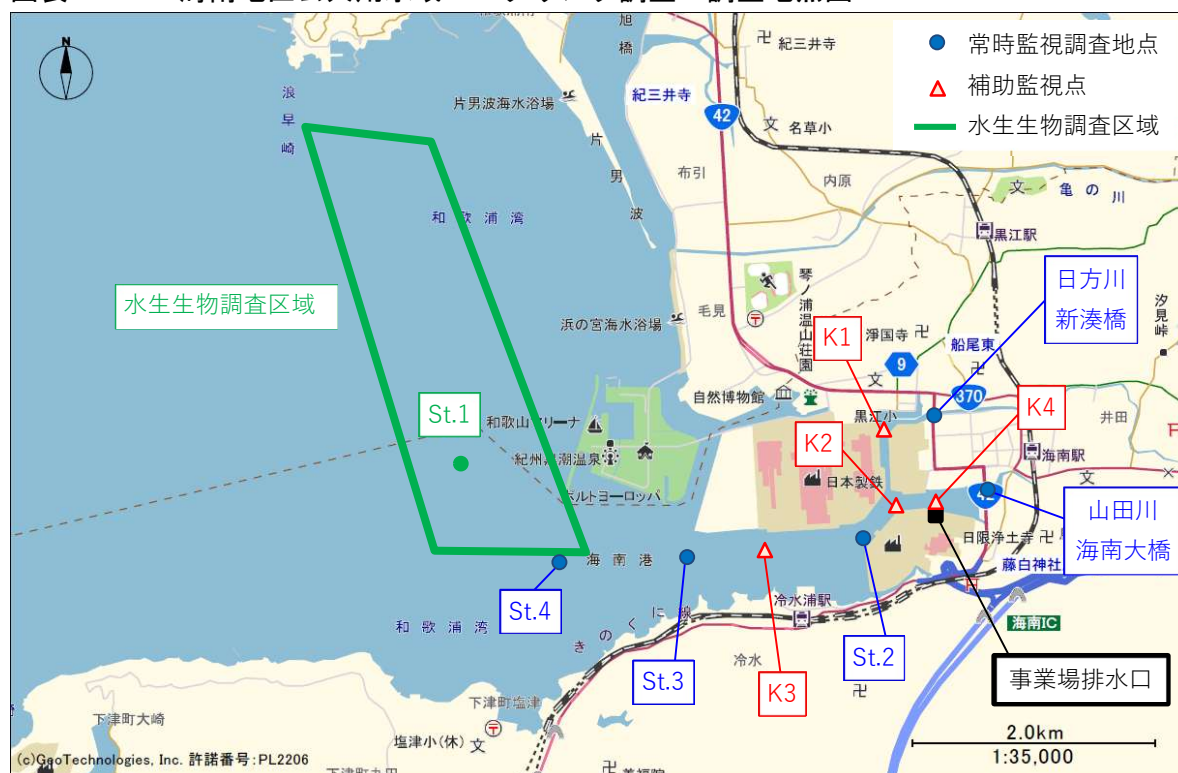 N
浪早崎
旭橋
片男波海水浴場
片男波
紀三井寺
卍 紀三井寺
42
文 名草小
布引
内原
文
亀の川
黒江駅
和歌浦湾
常時監視調査地点
補助監視点
水生生物調査区域
水生生物調査区域
日方川
新湊橋
汐見峠
毛見
琴ノ浦温山荘園
浜の宮海水浴場
K1
浄国寺 卍
船尾東
卍
9
文
370
自然博物館
黒江小
K4
井田
St.1
和歌山マリーナ
K2
紀州黒潮温泉
日本製鉄
海南駅
文
ポルトヨーロッパ
42
山田川
海南大橋
日限浄土寺 卍
藤白神社
海南港
St.4
冷水浦駅
海南IC
和歌浦湾
きのくに線
St.3
冷水
St.2
K3
卍
事業場排水口
下津町大崎
下津町塩津
塩津小(休) 文
2.0km
1:35,000
(c)GeoTechnologies, Inc. 許諾番号:PL2206